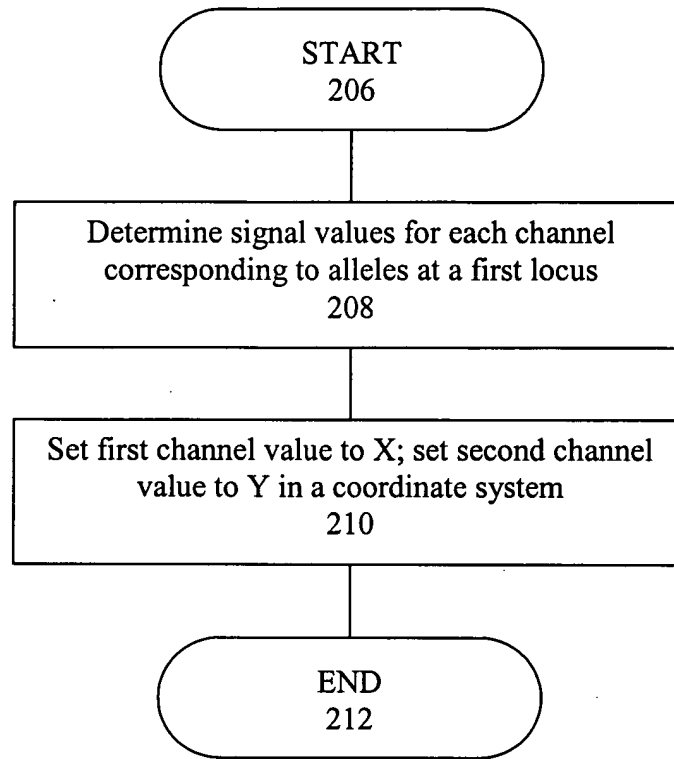 START
206
Determine signal values for each channel
corresponding to alleles at a first locus
208
Set first channel value to X; set second channel
value to Y in a coordinate system
210
END
212